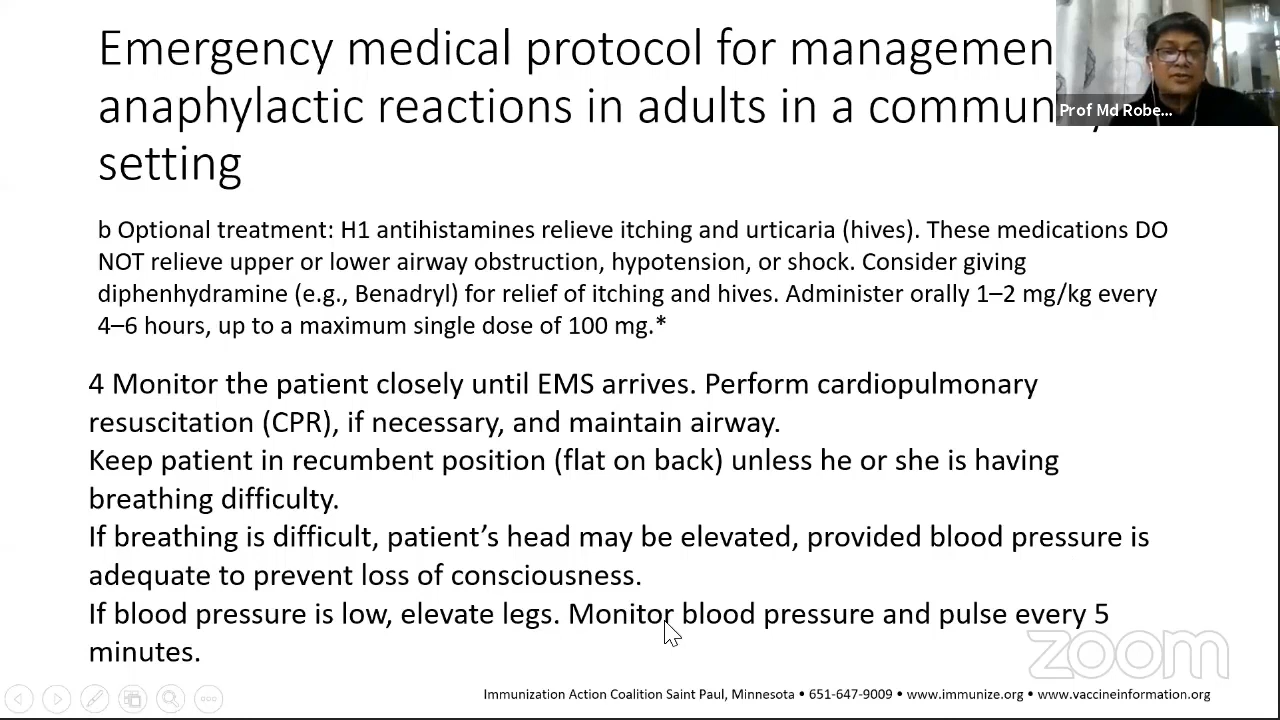 Emergency medical protocol for managemen
anaphylactic reactions in adults in a commun
setting
Prof Md Robe...
b Optional treatment: H1 antihistamines relieve itching and urticaria (hives). These medications DO
NOT relieve upper or lower airway obstruction, hypotension, or shock. Consider giving
diphenhydramine (e.g., Benadryl) for relief of itching and hives. Administer orally 1–2 mg/kg every
4–6 hours, up to a maximum single dose of 100 mg.*
4 Monitor the patient closely until EMS arrives. Perform cardiopulmonary
resuscitation (CPR), if necessary, and maintain airway.
Keep patient in recumbent position (flat on back) unless he or she is having
breathing difficulty.
If breathing is difficult, patient’s head may be elevated, provided blood pressure is
adequate to prevent loss of consciousness.
If blood pressure is low, elevate legs. Monitor blood pressure and pulse every 5
minutes.
zoom
Immunization Action Coalition Saint Paul, Minnesota • 651-647-9009 • www.immunize.org • www.vaccineinformation.org